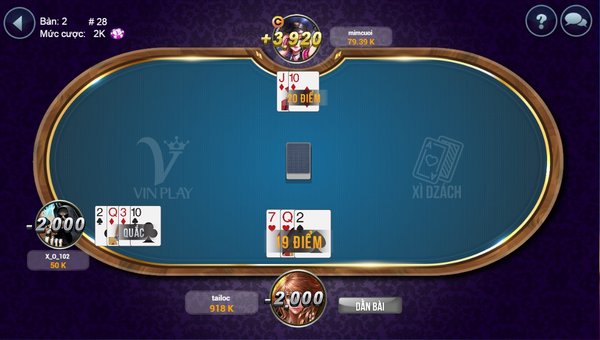 Bàn: 2 # 28
Mức cược: 2K
+3,920
mimcuoi
79.39 K
J 10
20 ĐIỂM
VINPLAY
XÌ DZÁCH
2 Q 3 10
QUẮC
-2,000
X_O_102
50 K
7 Q 2
19 ĐIỂM
tailoc
918 K
-2,000
DẰN BÀI
?